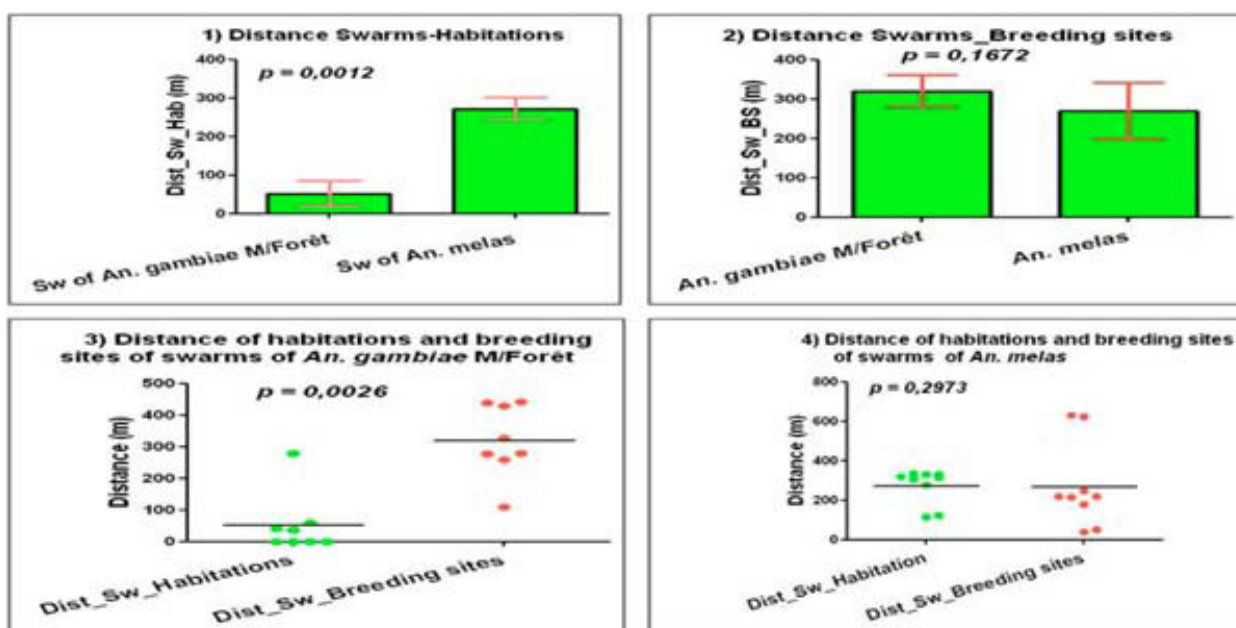 1) Distance Swarms-Habitations
p = 0,0012
Dist_Sw_Hab (m)
400
300
200
100
0
Sw of An. gambiae M/Forêt
Sw of An. melas
2) Distance Swarms_Breeding sites
p = 0,1672
Dist_Sw_BS (m)
400
300
200
100
0
An. gambiae M/Forêt
An. melas
3) Distance of habitations and breeding
sites of swarms of An. gambiae M/Forêt
p = 0,0026
Distance (m)
500
400
300
200
100
0
Dist_Sw_Habitations
Dist_Sw_Breeding sites
4) Distance of habitations and breeding sites
of swarms of An. melas
p = 0,2973
Distance (m)
800
600
400
200
0
Dist_Sw_Habitation
Dist_Sw_Breeding sites